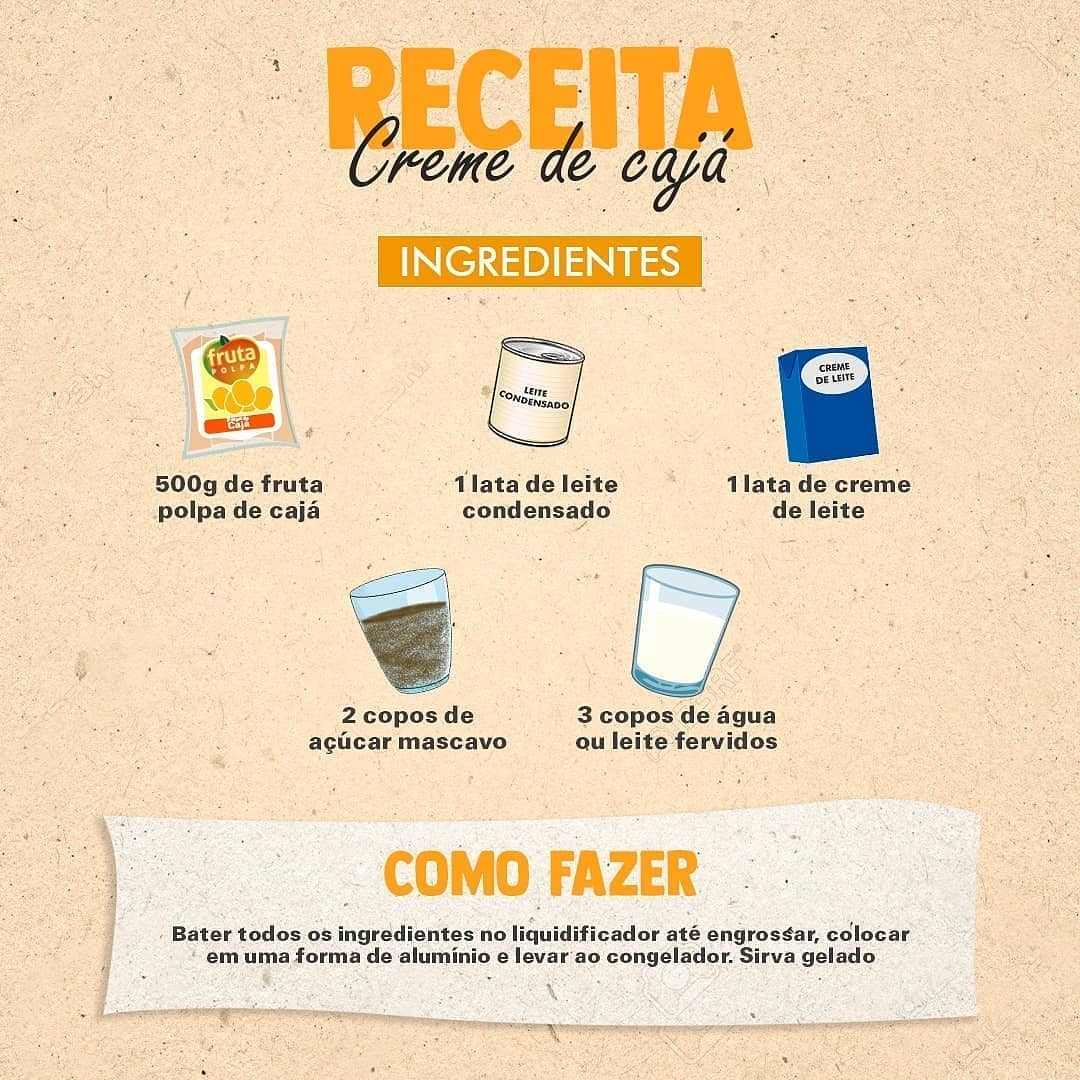 RECEITA
Creme de cajá
INGREDIENTES
fruta
POLPA
Cajá
LEITE
CONDENSADO
CREME
DE LEITE
500g de fruta
polpa de cajá
1 lata de leite
condensado
1 lata de creme
de leite
2 copos de
açúcar mascavo
3 copos de água
ou leite fervidos
COMO FAZER
Bater todos os ingredientes no liquidificador até engrossar, colocar
em uma forma de alumínio e levar ao congelador. Sirva gelado